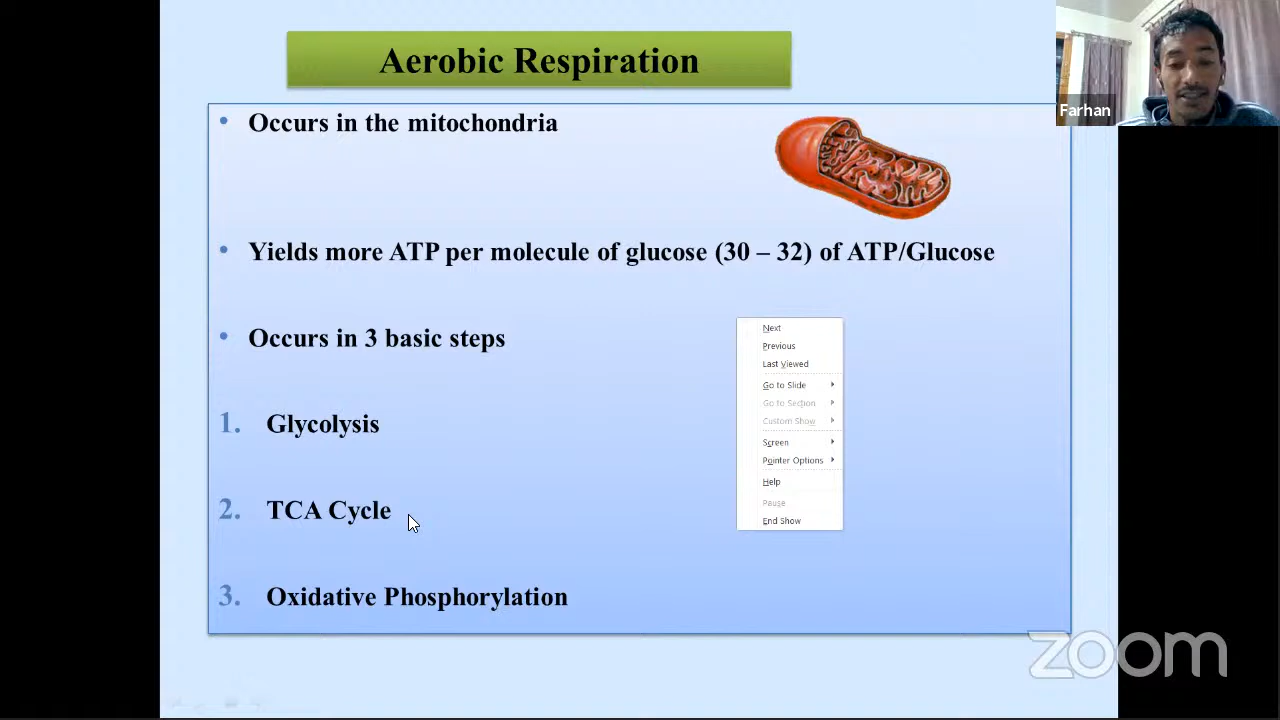 Aerobic Respiration
Farhan
• Occurs in the mitochondria
• Yields more ATP per molecule of glucose (30 – 32) of ATP/Glucose
• Occurs in 3 basic steps
1. Glycolysis
2. TCA Cycle
3. Oxidative Phosphorylation
Next
Previous
Last Viewed
Go to Slide
Go to Section
Custom Show
Screen
Pointer Options
Help
Pause
End Show
zoom